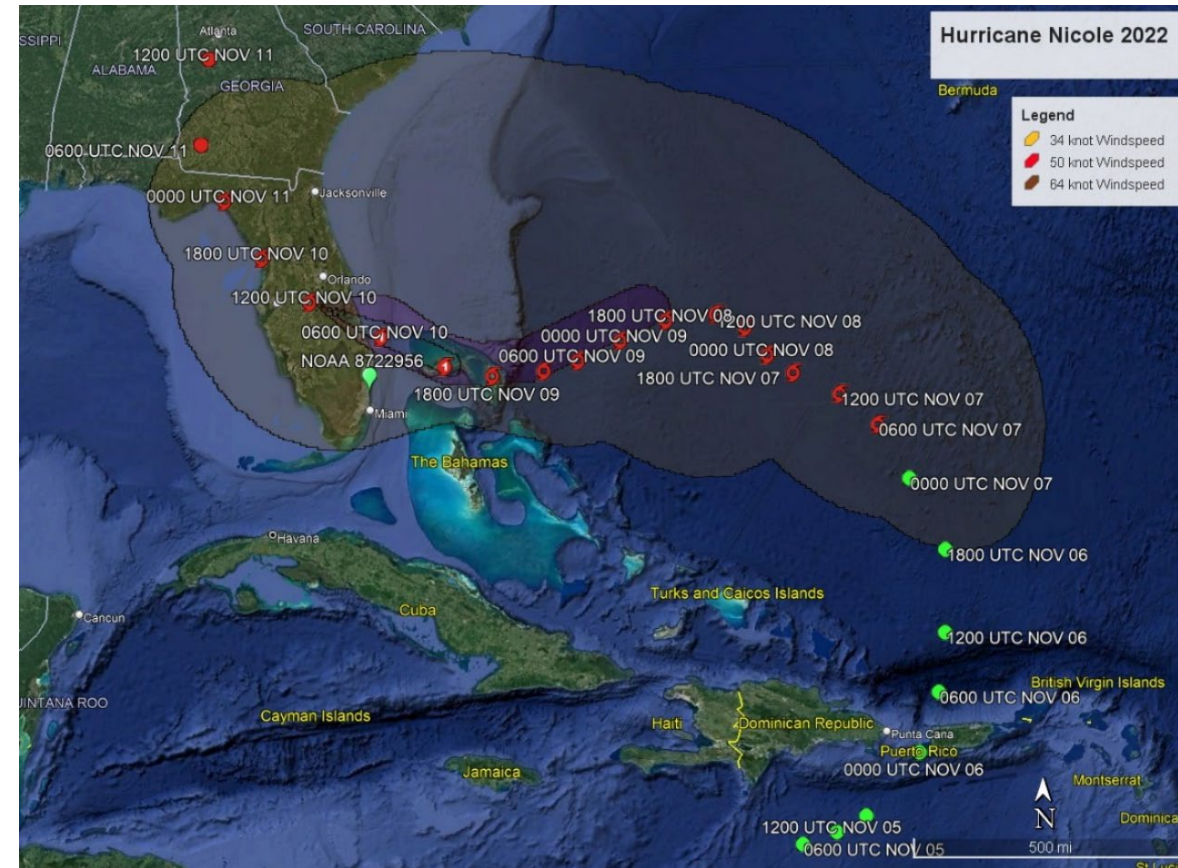 Hurricane Nicole 2022
SSIPPI
Atlanta
SOUTH CAROLINA
1200 UTC NOV 11
ALABAMA
GEORGIA
Bermuda
Legend
34 knot Windspeed
50 knot Windspeed
64 knot Windspeed
0600 UTC NOV 11
0000 UTC NOV 11
Jacksonville
1800 UTC NOV 10
Orlando
1200 UTC NOV 10
1800 UTC NOV 08
1200 UTC NOV 08
0600 UTC NOV 10
0000 UTC NOV 09
0000 UTC NOV 08
NOAA 8722956
0600 UTC NOV 09
1
1
1800 UTC NOV 07
1800 UTC NOV 09
1200 UTC NOV 07
Miami
0600 UTC NOV 07
The Bahamas
0000 UTC NOV 07
Havana
1800 UTC NOV 06
Turks and Caicos Islands
Cuba
Cancun
1200 UTC NOV 06
British Virgin Islands
0600 UTC NOV 06
UINTANA ROO
Cayman Islands
Haiti
Dominican Republic
Punta Cana
Puerto Rico
0000 UTC NOV 06
Jamaica
Montserrat
N
Dominica
1200 UTC NOV 05
0600 UTC NOV 05
500 mi